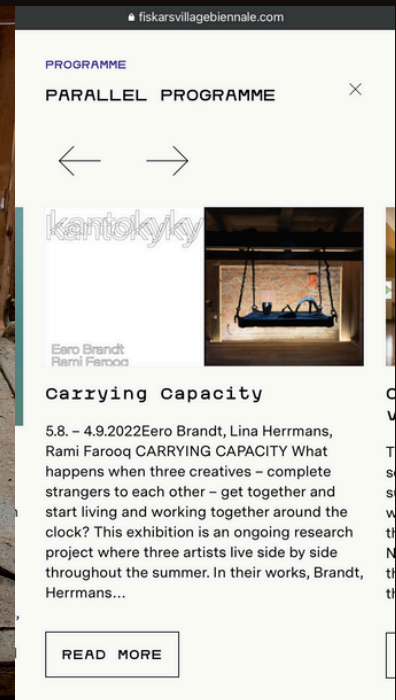 fiskarsvillagebiennale.com
PROGRAMME
PARALLEL PROGRAMME
kantokyky
Eero Brandt
Rami Farooq
Carrying Capacity
5.8. – 4.9.2022Eero Brandt, Lina Herrmans,
Rami Farooq CARRYING CAPACITY What
happens when three creatives – complete
strangers to each other – get together and
start living and working together around the
clock? This exhibition is an ongoing research
project where three artists live side by side
throughout the summer. In their works, Brandt,
Herrmans...
READ MORE